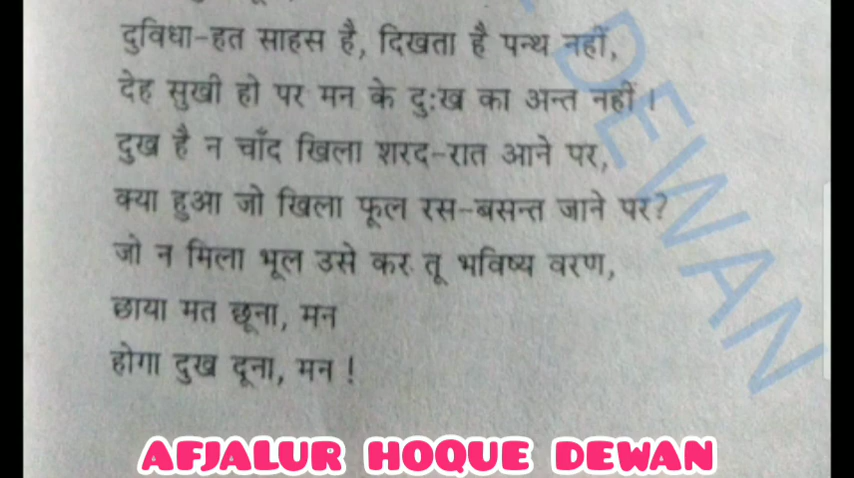 दुविधा-हत साहस है, दिखता है पन्थ नहीं,
देह सुखी हो पर मन के दुःख का अन्त नहीं।
दुख है न चाँद खिला शरद-रात आने पर,
क्या हुआ जो खिला फूल रस-बसन्त जाने पर?
जो न मिला भूल उसे कर तू भविष्य वरण,
छाया मत छूना, मन
होगा दुख दूना, मन!
DEWAN
AFJALUR HOQUE DEWAN